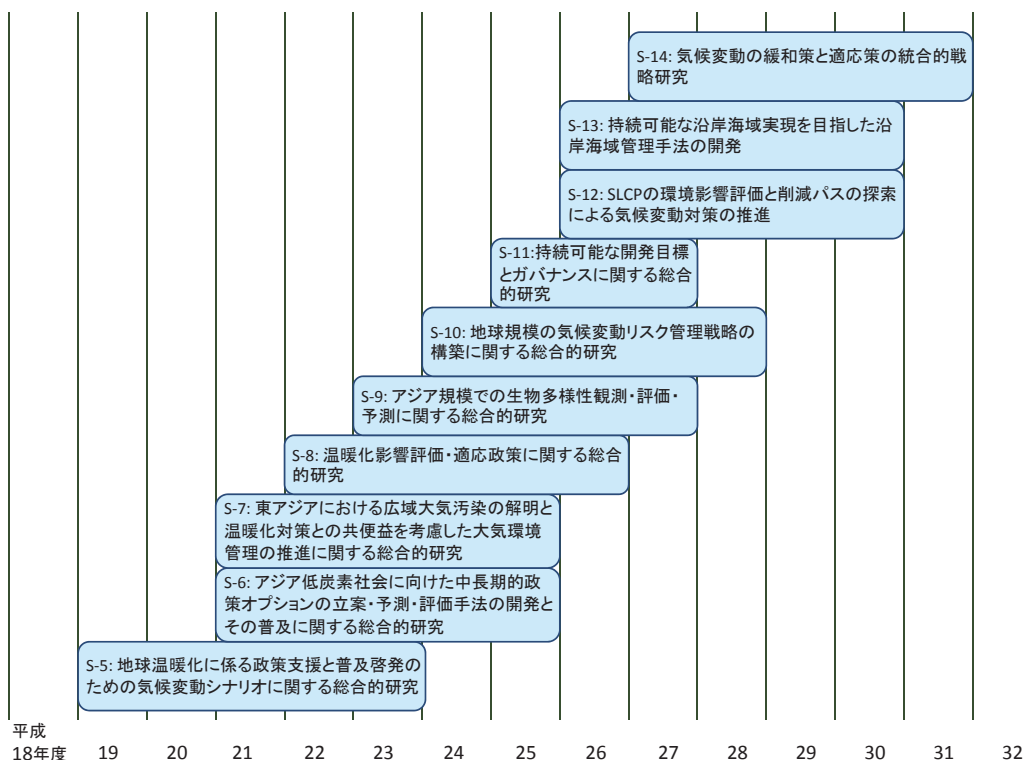 S-14: 気候変動の緩和策と適応策の統合的戦
略研究
S-13: 持続可能な沿岸海域実現を目指した沿
岸海域管理手法の開発
S-12: SLCPの環境影響評価と削減パスの探索
による気候変動対策の推進
S-11:持続可能な開発目標
とガバナンスに関する総合
的研究
S-10: 地球規模の気候変動リスク管理戦略の
構築に関する総合的研究
S-9: アジア規模での生物多様性観測・評価・
予測に関する総合的研究
S-8: 温暖化影響評価・適応政策に関する総合
的研究
S-7: 東アジアにおける広域大気汚染の解明と
温暖化対策との共便益を考慮した大気環境
管理の推進に関する総合的研究
S-6: アジア低炭素社会に向けた中長期的政
策オプションの立案・予測・評価手法の開発と
その普及に関する総合的研究
S-5: 地球温暖化に係る政策支援と普及啓発の
ための気候変動シナリオに関する総合的研究
平成
18年度 19 20 21 22 23 24 25 26 27 28 29 30 31 32